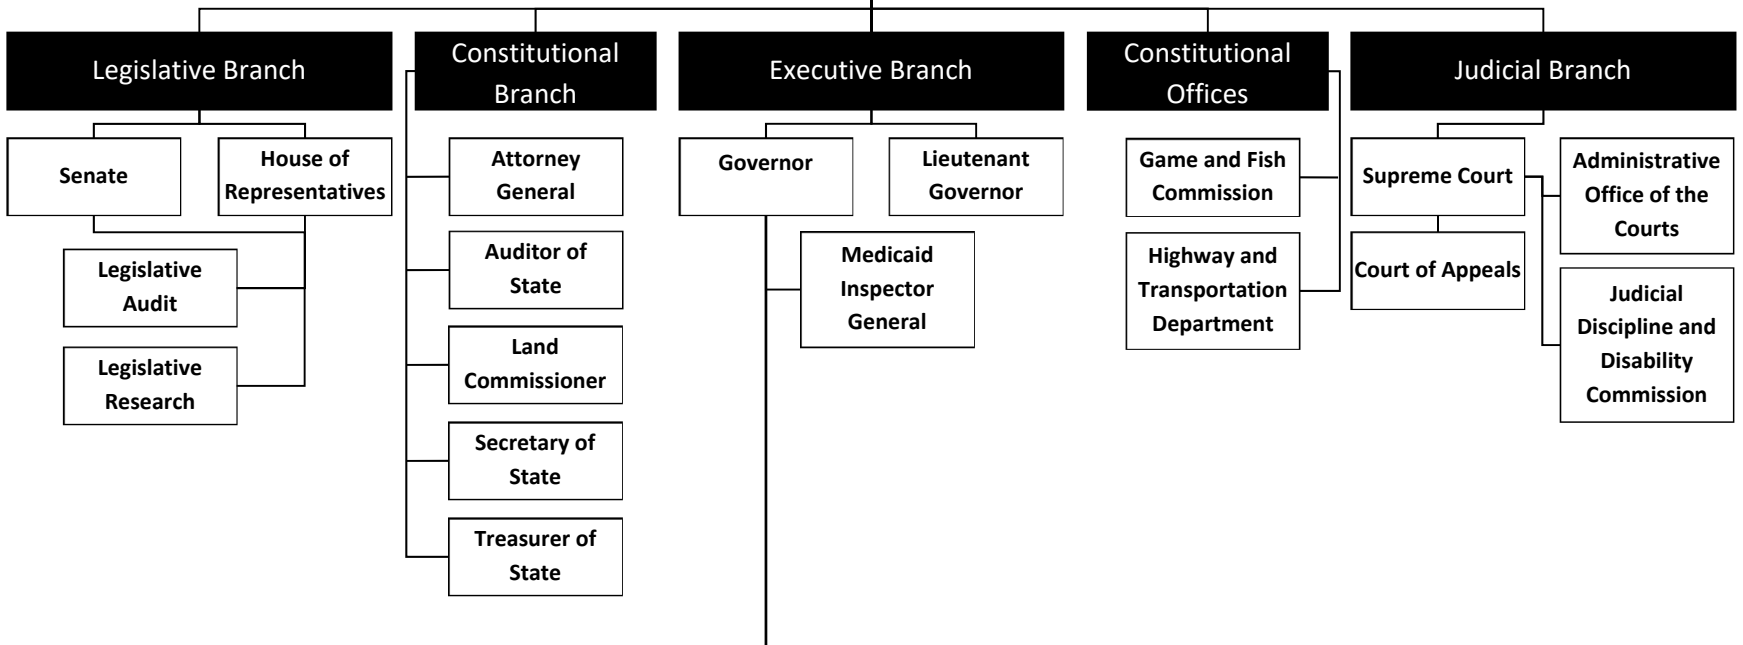 Legislative Branch
Constitutional
Branch
Executive Branch
Constitutional
Offices
Judicial Branch
Senate
House of
Representatives
Legislative
Audit
Legislative
Research
Attorney
General
Auditor of
State
Land
Commissioner
Secretary of
State
Treasurer of
State
Governor
Lieutenant
Governor
Medicaid
Inspector
General
Game and Fish
Commission
Highway and
Transportation
Department
Supreme Court
Court of Appeals
Administrative
Office of the
Courts
Judicial
Discipline and
Disability
Commission